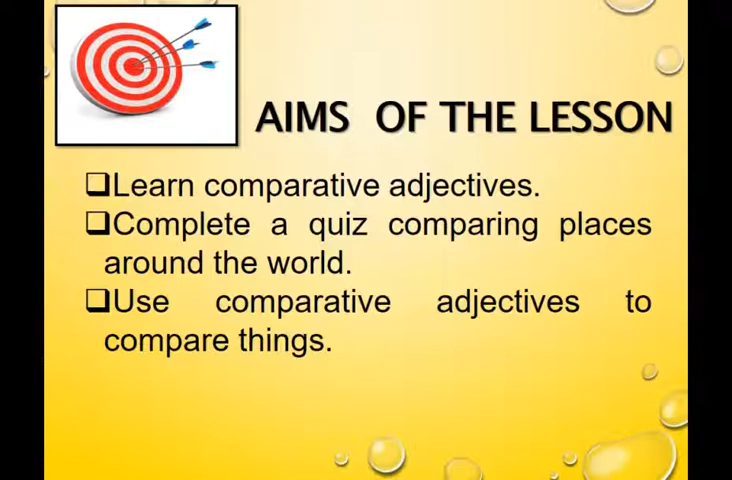 AIMS OF THE LESSON
❑Learn comparative adjectives.
❑Complete a quiz comparing places
around the world.
❑Use comparative adjectives to
compare things.